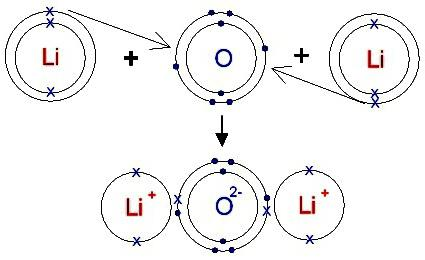 Li + O + Li
Li⁺ O²⁻ Li⁺